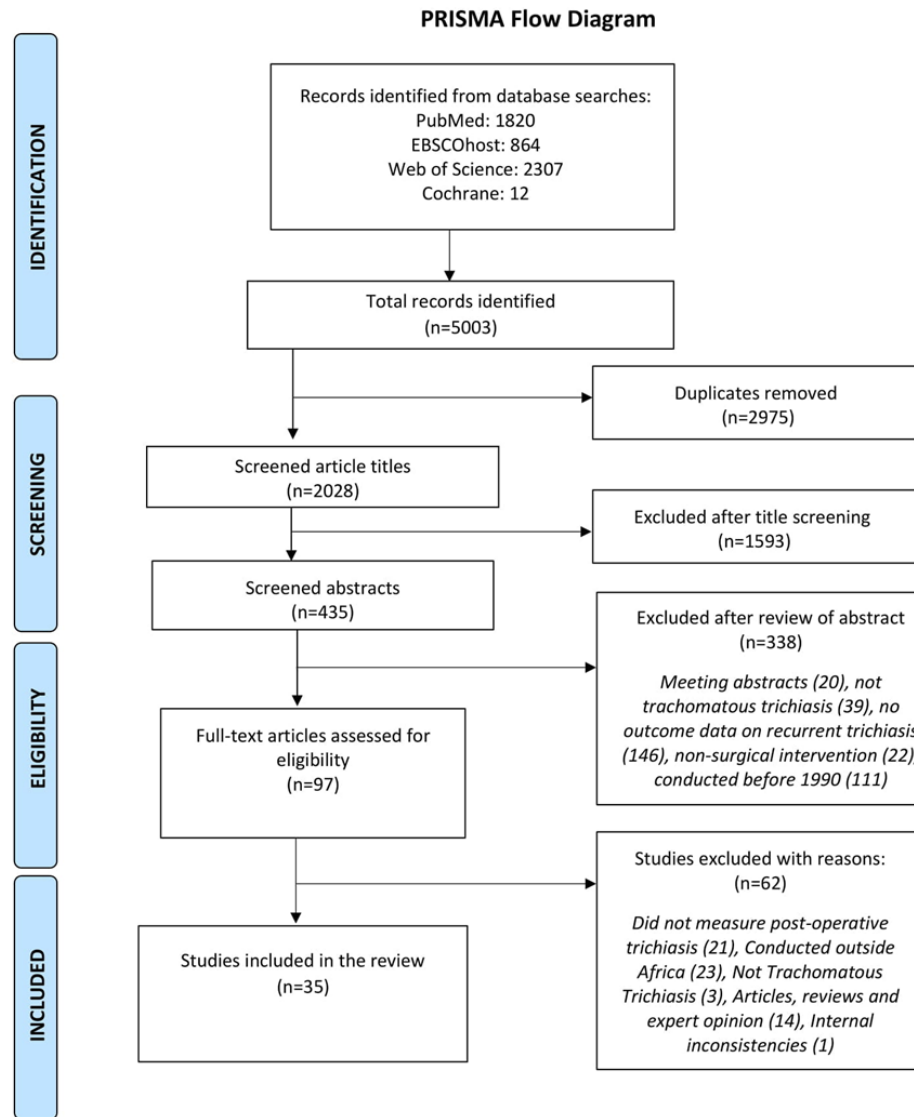 PRISMA Flow Diagram
IDENTIFICATION
Records identified from database searches:
PubMed: 1820
EBSCOhost: 864
Web of Science: 2307
Cochrane: 12
Total records identified
(n=5003)
Duplicates removed
(n=2975)
SCREENING
Screened article titles
(n=2028)
Excluded after title screening
(n=1593)
Screened abstracts
(n=435)
Excluded after review of abstract
(n=338)
Meeting abstracts (20), not
trachomatous trichiasis (39), no
outcome data on recurrent trichiasis
(146), non-surgical intervention (22),
conducted before 1990 (111)
ELIGIBILITY
Full-text articles assessed for
eligibility
(n=97)
Studies excluded with reasons:
(n=62)
Did not measure post-operative
trichiasis (21), Conducted outside
Africa (23), Not Trachomatous
Trichiasis (3), Articles, reviews and
expert opinion (14), Internal
inconsistencies (1)
INCLUDED
Studies included in the review
(n=35)